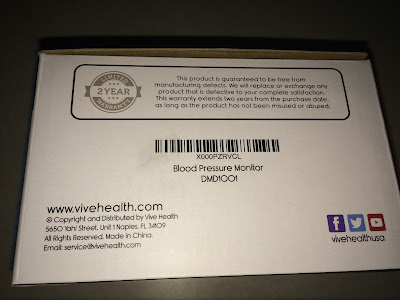 LIMITED
2 YEAR
WARRANTY
This product is guaranteed to be free from
manufacturing defects. We will replace or exchange any
product that is defective to your complete satisfaction.
This warranty extends two years from the purchase date,
as long as the product has not been misused or abused.
X000PZRVCL
Blood Pressure Monitor
DMD1001
www.vivehealth.com
© Copyright and Distributed by Vive Health
5650 Yahl Street, Unit 1 Naples, FL 34109
All Rights Reserved. Made in China.
Email: service@vivehealth.com
vivehealthusa